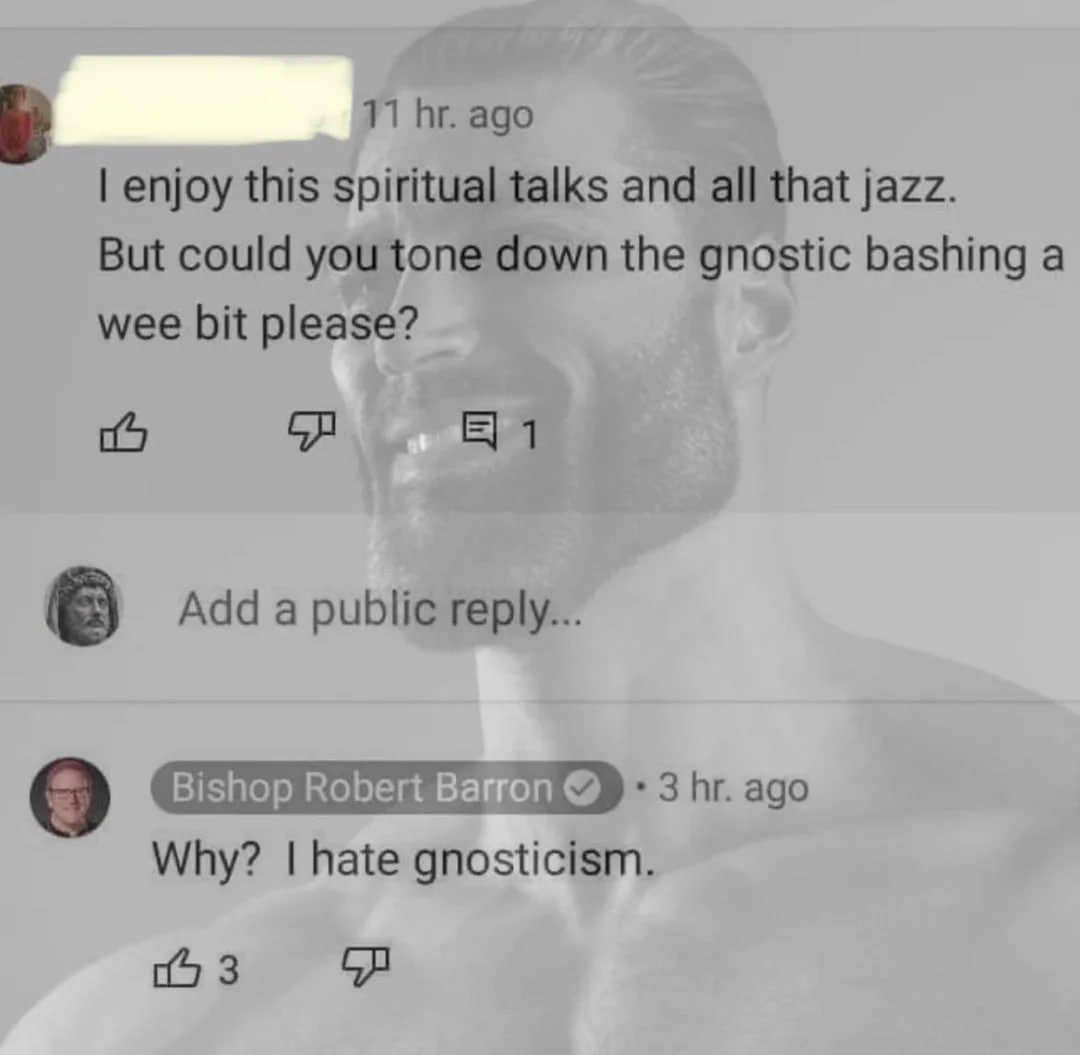 11 hr. ago
I enjoy this spiritual talks and all that jazz.
But could you tone down the gnostic bashing a
wee bit please?
1
Add a public reply...
Bishop Robert Barron • 3 hr. ago
Why? I hate gnosticism.
3